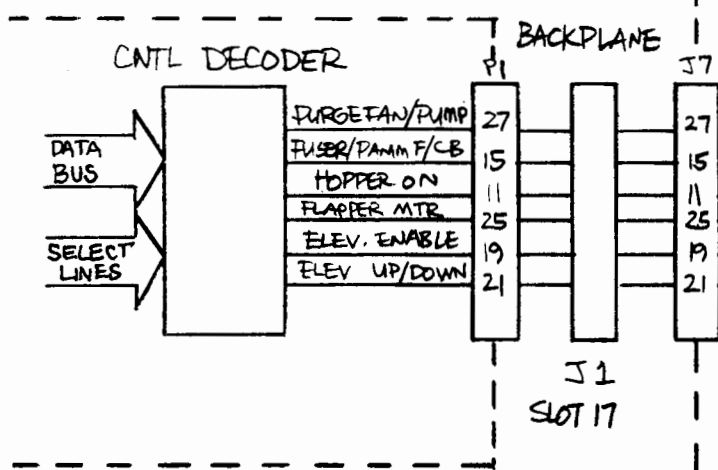 BACKPLANE
CNTL DECODER
P1
J7
PURGE FAN/PUMP
27
27
DATA
BUS
FUSER/DAMM F/CB
15
15
HOPPER ON
11
11
FLAPPER MTR
25
25
SELECT
LINES
ELEV. ENABLE
19
19
ELEV UP/DOWN
21
21
J1
SLOT 17